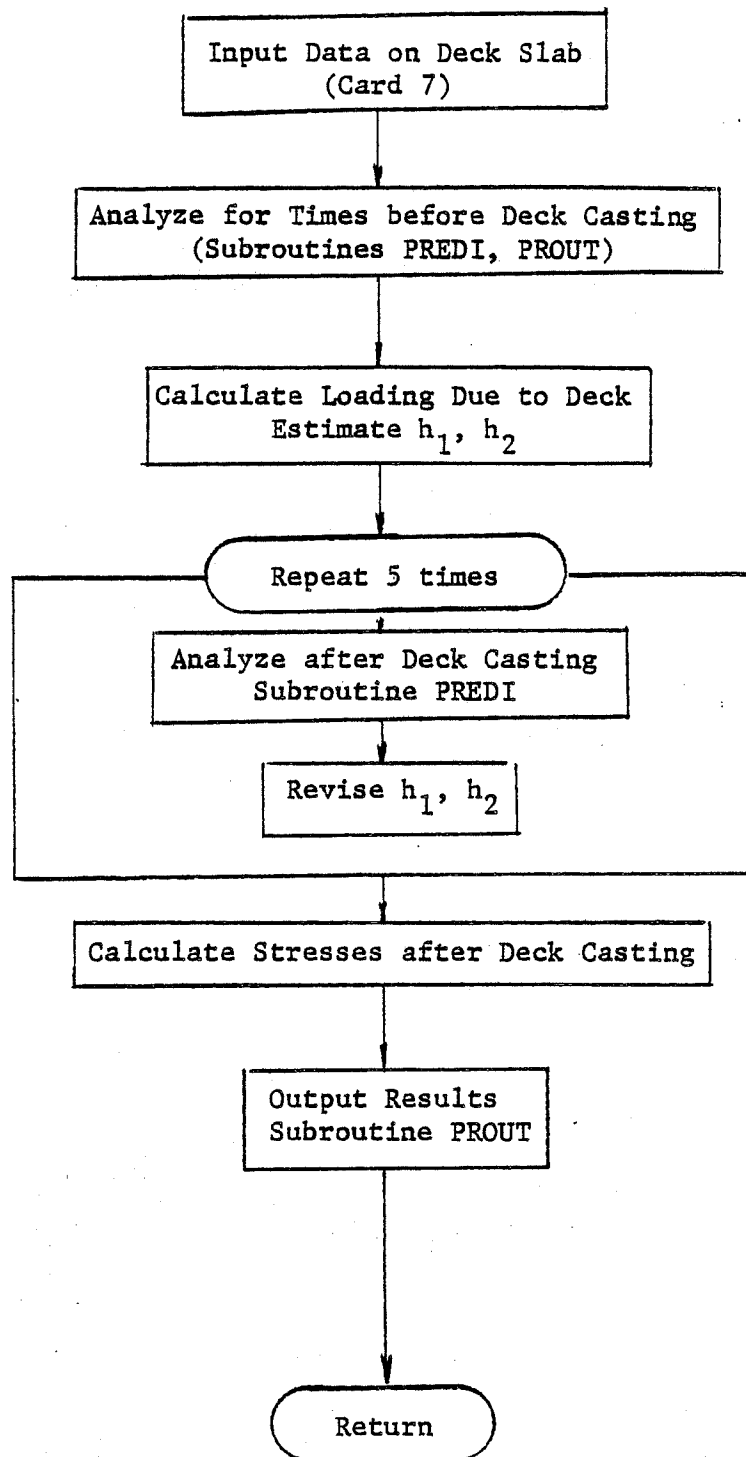 Input Data on Deck Slab
(Card 7)
Analyze for Times before Deck Casting
(Subroutines PREDI, PROUT)
Calculate Loading Due to Deck
Estimate h₁, h₂
Repeat 5 times
Analyze after Deck Casting
Subroutine PREDI
Revise h₁, h₂
Calculate Stresses after Deck Casting
Output Results
Subroutine PROUT
Return